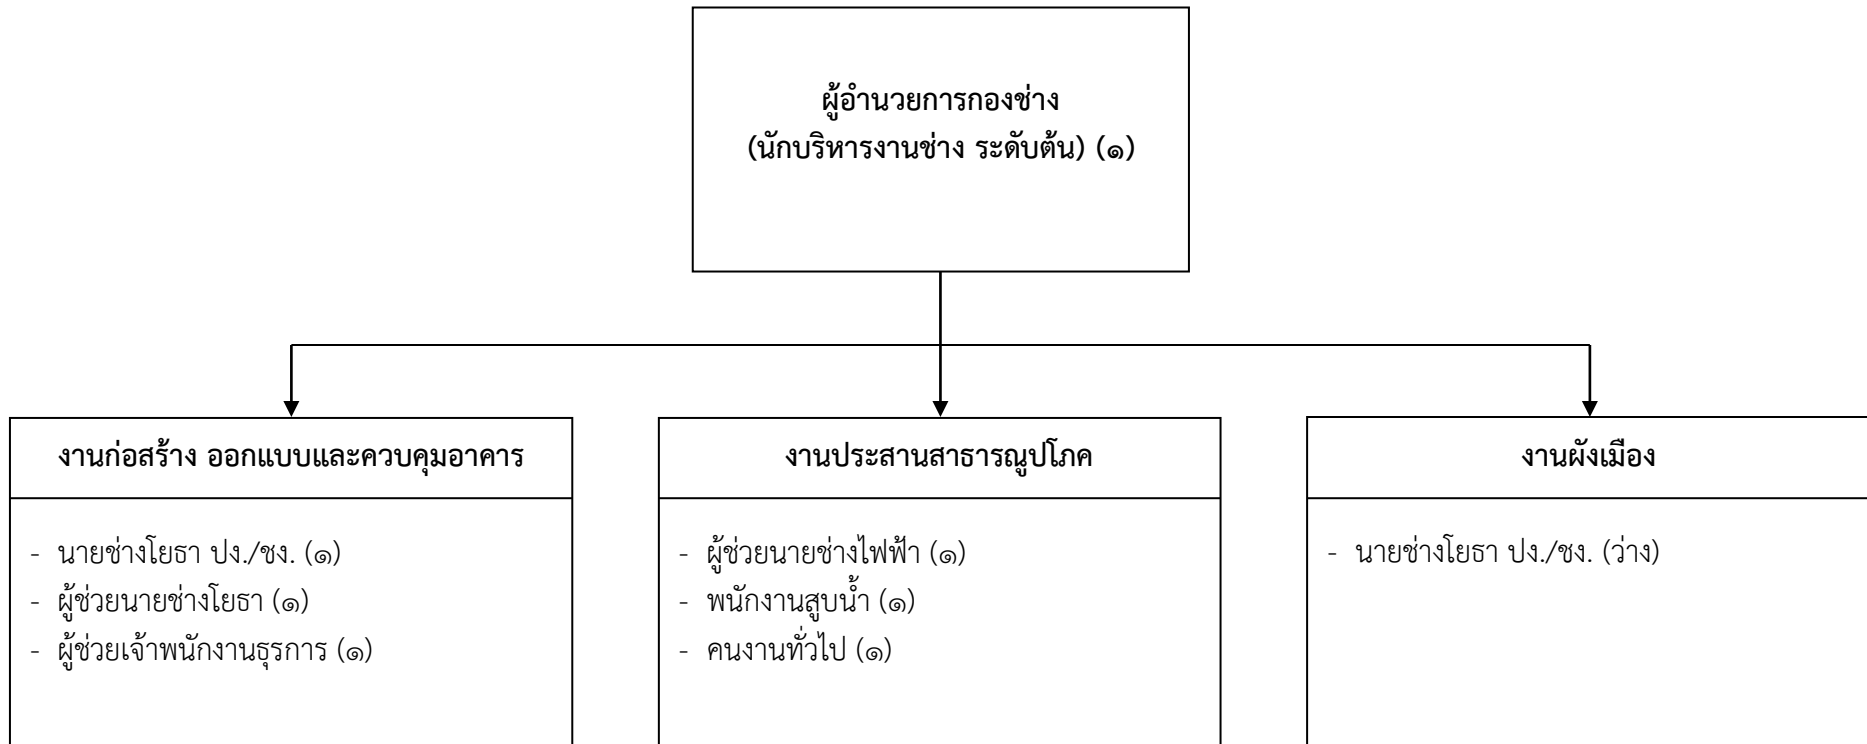 ผู้อำนวยการกองช่าง
(นักบริหารงานช่าง ระดับต้น) (๑)
งานก่อสร้าง ออกแบบและควบคุมอาคาร
- นายช่างโยธา ปง./ชง. (๑)
- ผู้ช่วยนายช่างโยธา (๑)
- ผู้ช่วยเจ้าพนักงานธุรการ (๑)
งานประสานสาธารณูปโภค
- ผู้ช่วยนายช่างไฟฟ้า (๑)
- พนักงานสูบน้ำ (๑)
- คนงานทั่วไป (๑)
งานผังเมือง
- นายช่างโยธา ปง./ชง. (ว่าง)